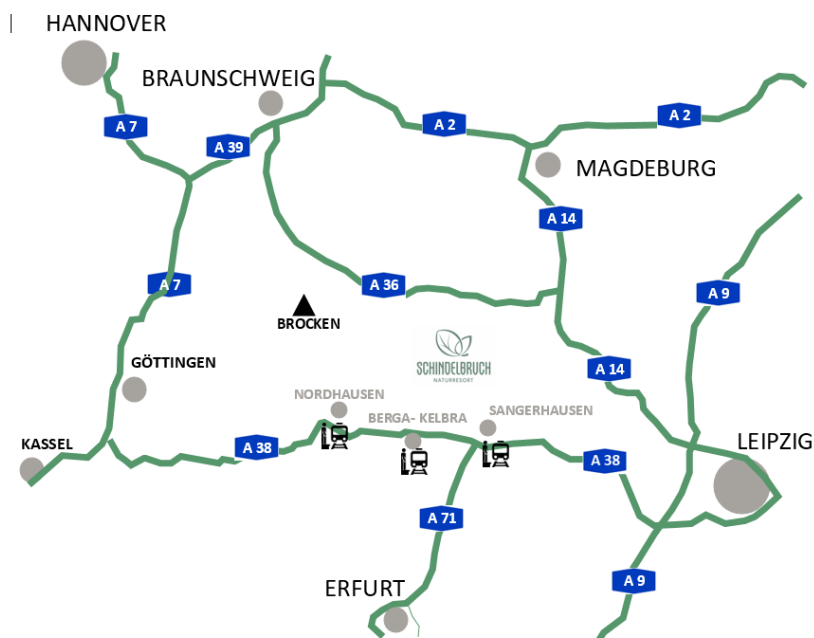 HANNOVER
BRAUNSCHWEIG
A 7
A 39
A 2
A 2
MAGDEBURG
A 14
A 7
A 36
A 9
BROCKEN
SCHINDELBRUCH
NATURRESORT
GÖTTINGEN
A 14
NORDHAUSEN
BERGA- KELBRA
SANGERHAUSEN
KASSEL
A 38
LEIPZIG
A 38
A 71
A 9
ERFURT